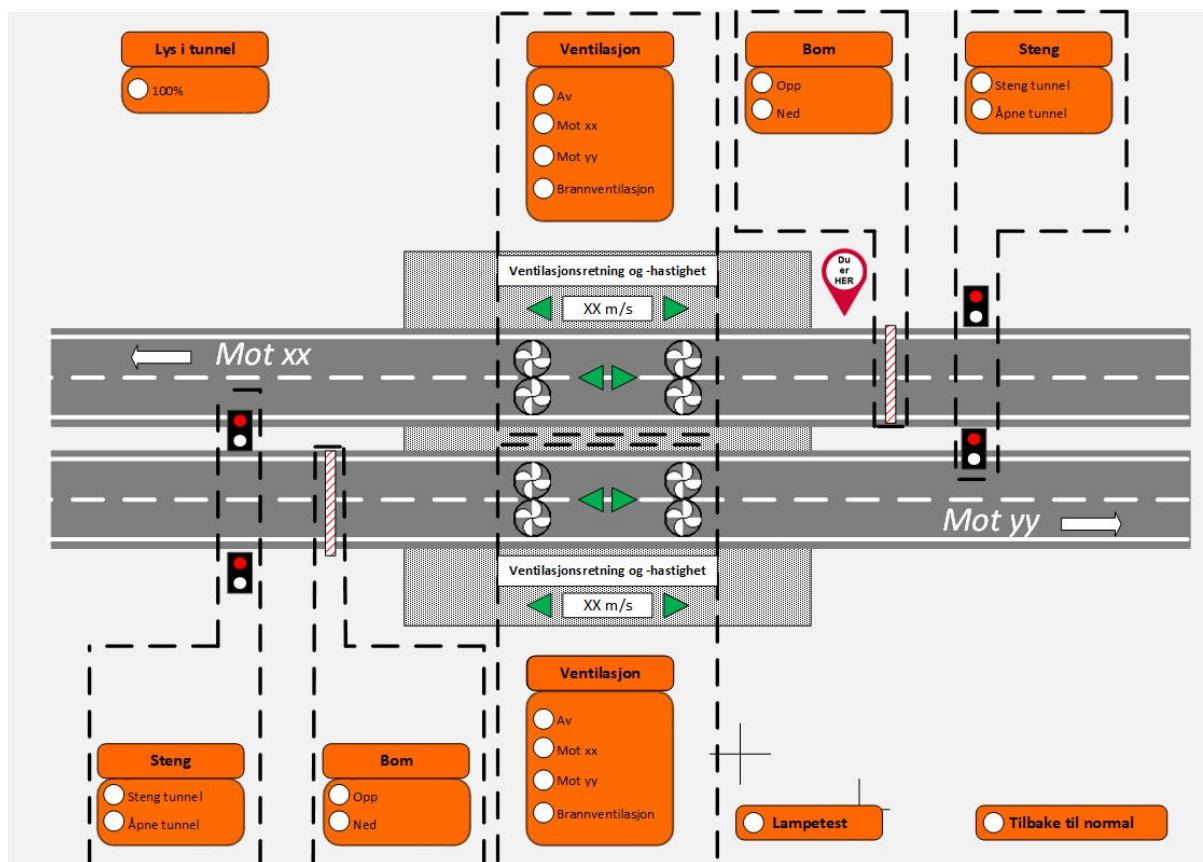 Lys i tunnel
100%
Ventilasjon
Av
Mot xx
Mot yy
Brannventilasjon
Bom
Opp
Ned
Steng
Steng tunnel
Åpne tunnel
Ventilasjonsretning og -hastighet
XX m/s
Du
er
HER
Mot xx
Mot yy
Ventilasjonsretning og -hastighet
XX m/s
Steng
Steng tunnel
Åpne tunnel
Bom
Opp
Ned
Ventilasjon
Av
Mot xx
Mot yy
Brannventilasjon
Lampetest
Tilbake til normal